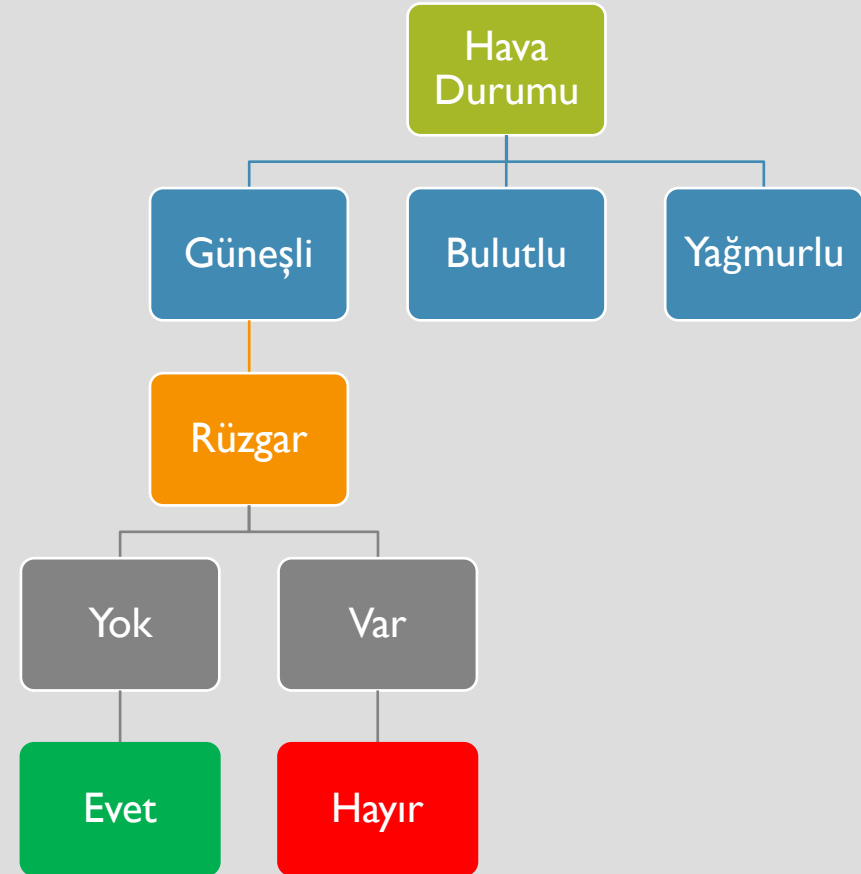 Hava
Durumu
Güneşli
Bulutlu
Yağmurlu
Rüzgar
Yok
Var
Evet
Hayır